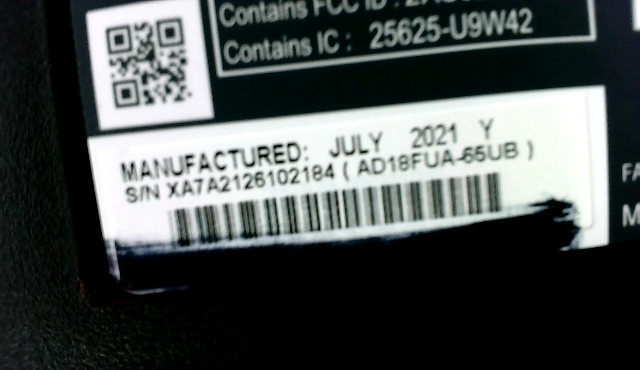 Contains FCC ID :
Contains IC : 25625-U9W42
MANUFACTURED: JULY 2021 Y
S/N XA7A2126102184 ( AD18FUA-65UB )